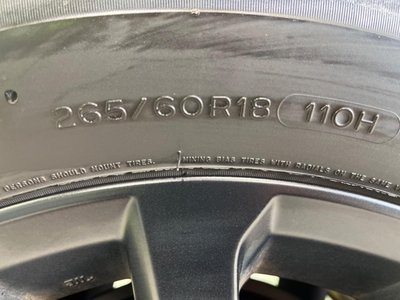 265/60R18 110H
PERSONS SHOULD MOUNT TIRES. MIXING BIAS TIRES WITH RADIALS ON THE SAME